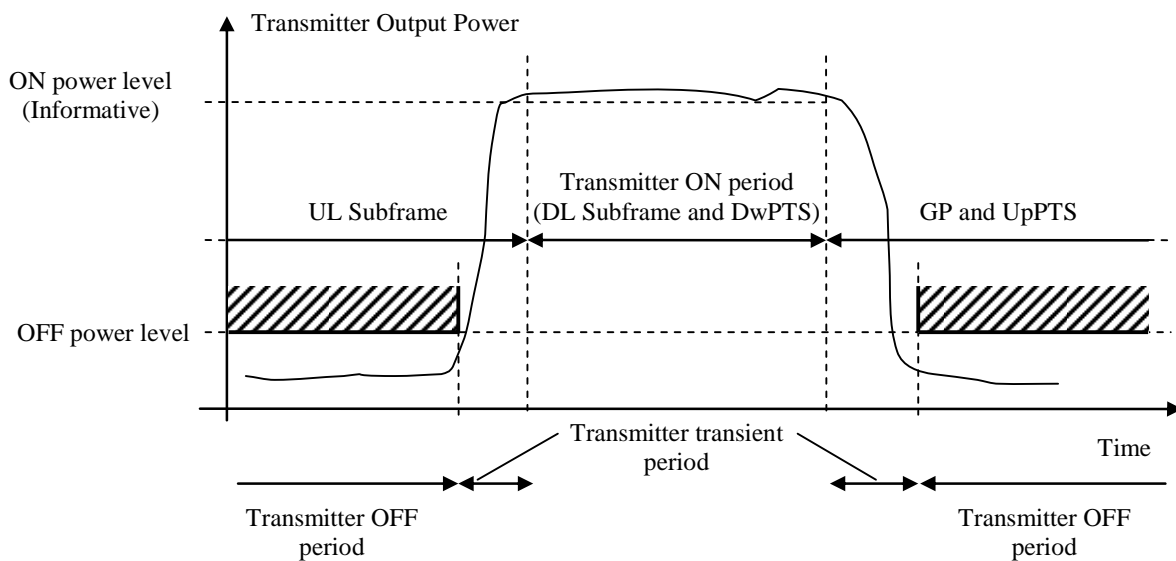 Transmitter Output Power
ON power level
(Informative)
UL Subframe
Transmitter ON period
(DL Subframe and DwPTS)
GP and UpPTS
OFF power level
Time
Transmitter transient
period
Transmitter OFF
period
Transmitter OFF
period